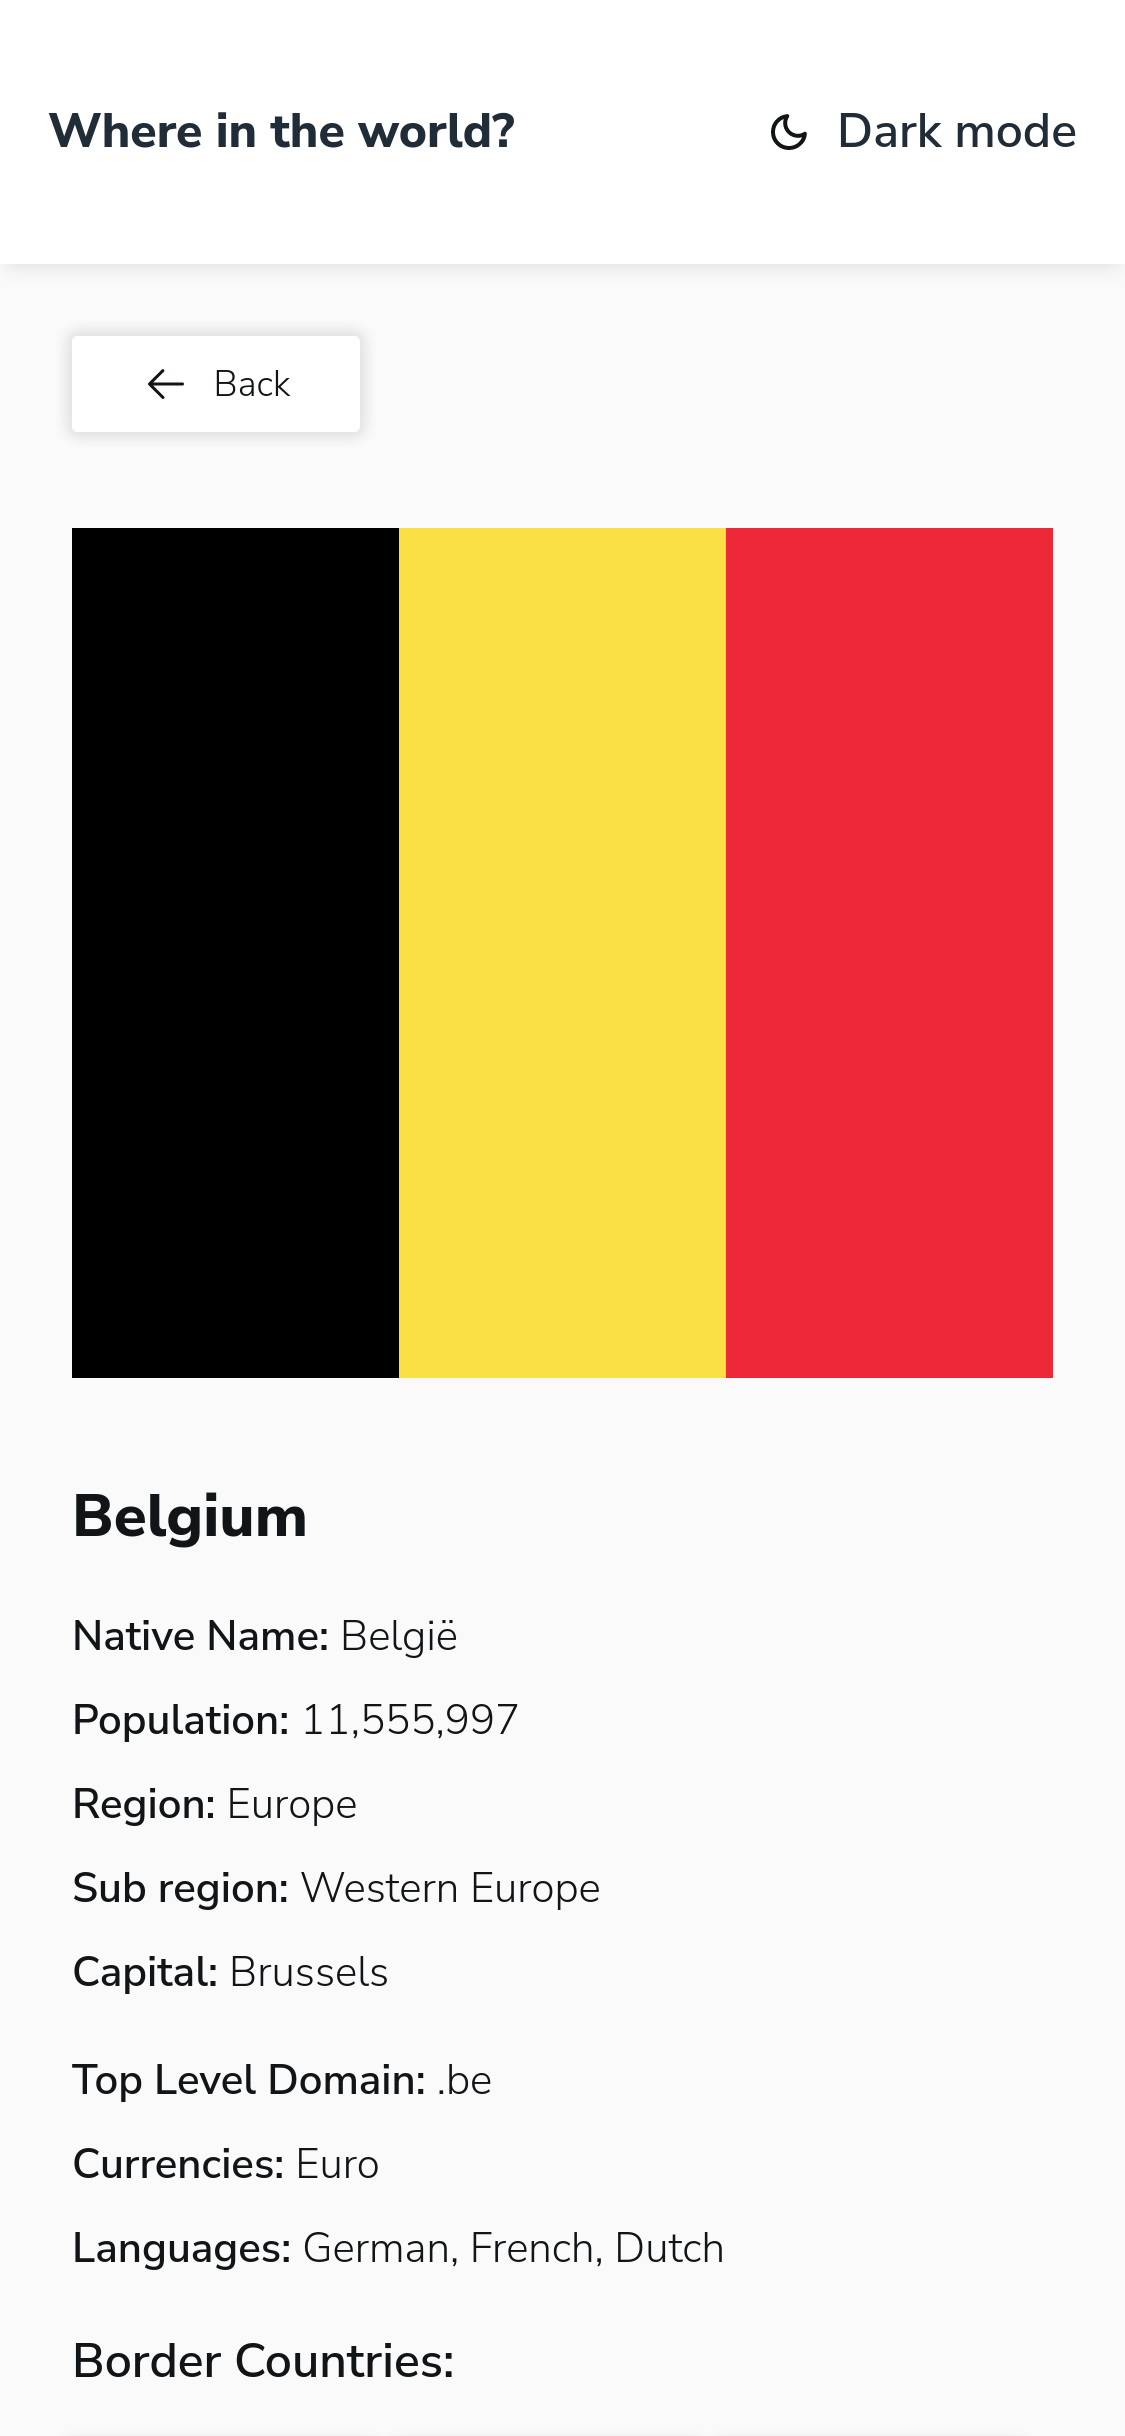 Where in the world?
Dark mode
Back
Belgium
Native Name: België
Population: 11,555,997
Region: Europe
Sub region: Western Europe
Capital: Brussels
Top Level Domain: .be
Currencies: Euro
Languages: German, French, Dutch
Border Countries: